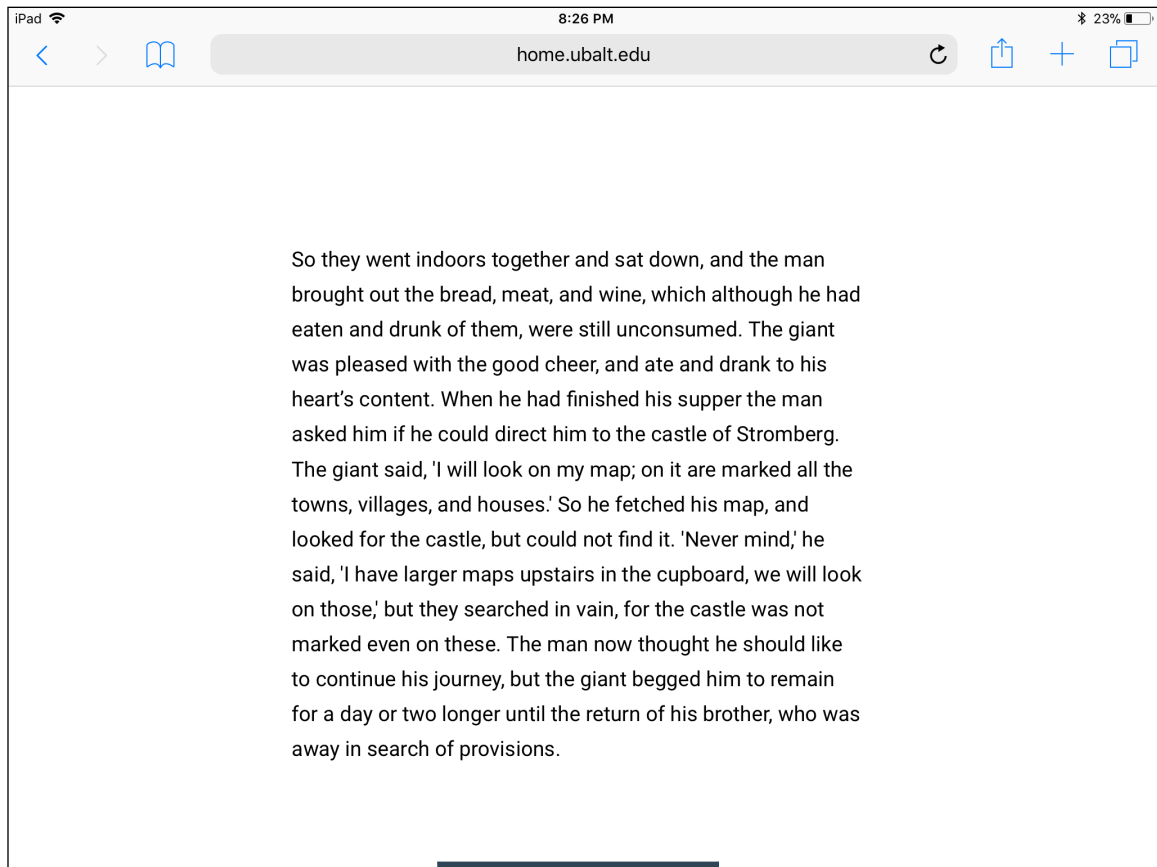 iPad 8:26 PM 23%
home.ubalt.edu
So they went indoors together and sat down, and the man
brought out the bread, meat, and wine, which although he had
eaten and drunk of them, were still unconsumed. The giant
was pleased with the good cheer, and ate and drank to his
heart’s content. When he had finished his supper the man
asked him if he could direct him to the castle of Stromberg.
The giant said, 'I will look on my map; on it are marked all the
towns, villages, and houses.' So he fetched his map, and
looked for the castle, but could not find it. 'Never mind,' he
said, 'I have larger maps upstairs in the cupboard, we will look
on those,' but they searched in vain, for the castle was not
marked even on these. The man now thought he should like
to continue his journey, but the giant begged him to remain
for a day or two longer until the return of his brother, who was
away in search of provisions.